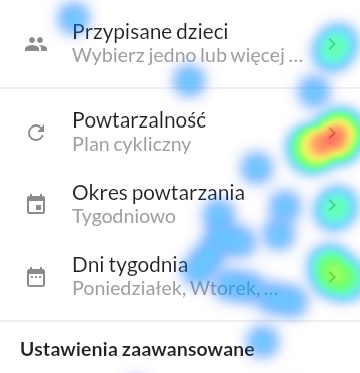 Przypisane dzieci
Wybierz jedno lub więcej ...
Powtarzalność
Plan cykliczny
Okres powtarzania
Tygodniowo
Dni tygodnia
Poniedziałek, Wtorek, ...
Ustawienia zaawansowane